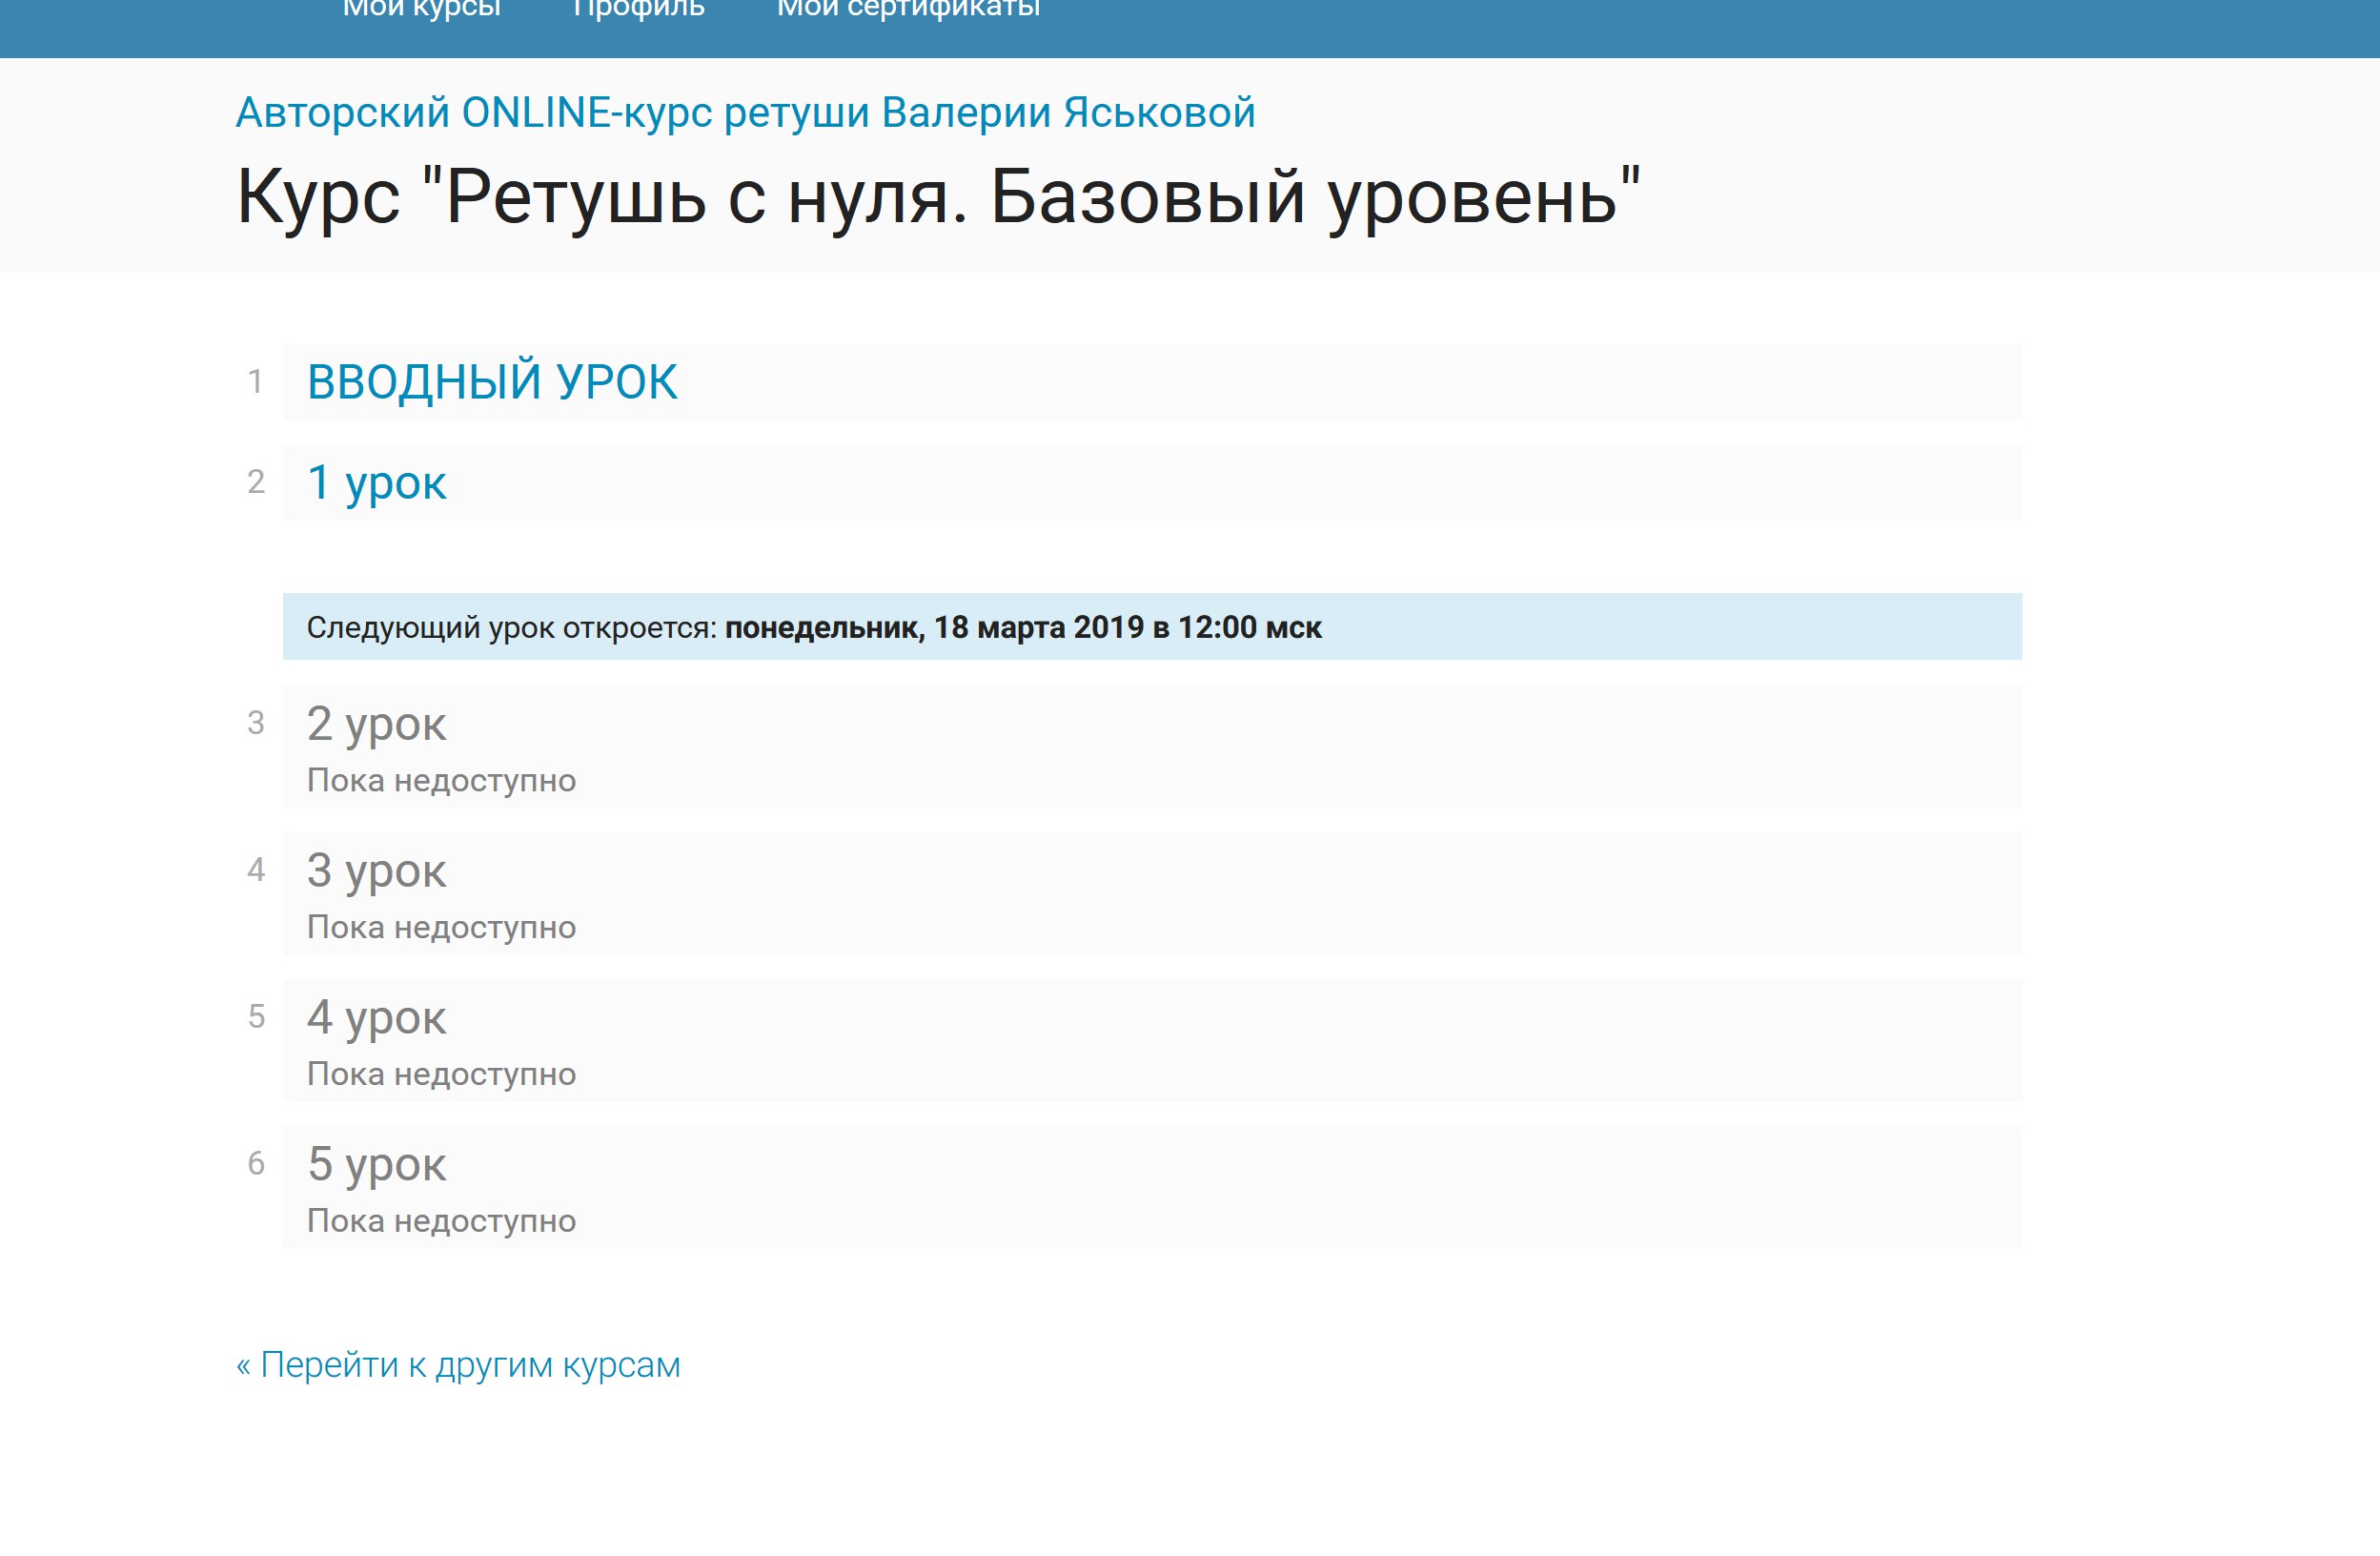 Мои курсы Профиль Мои сертификаты
Авторский ONLINE-курс ретуши Валерии Яськовой
Курс "Ретушь с нуля. Базовый уровень"
1 ВВОДНЫЙ УРОК
2 1 урок
Следующий урок откроется: понедельник, 18 марта 2019 в 12:00 мск
3 2 урок
Пока недоступно
4 3 урок
Пока недоступно
5 4 урок
Пока недоступно
6 5 урок
Пока недоступно
« Перейти к другим курсам